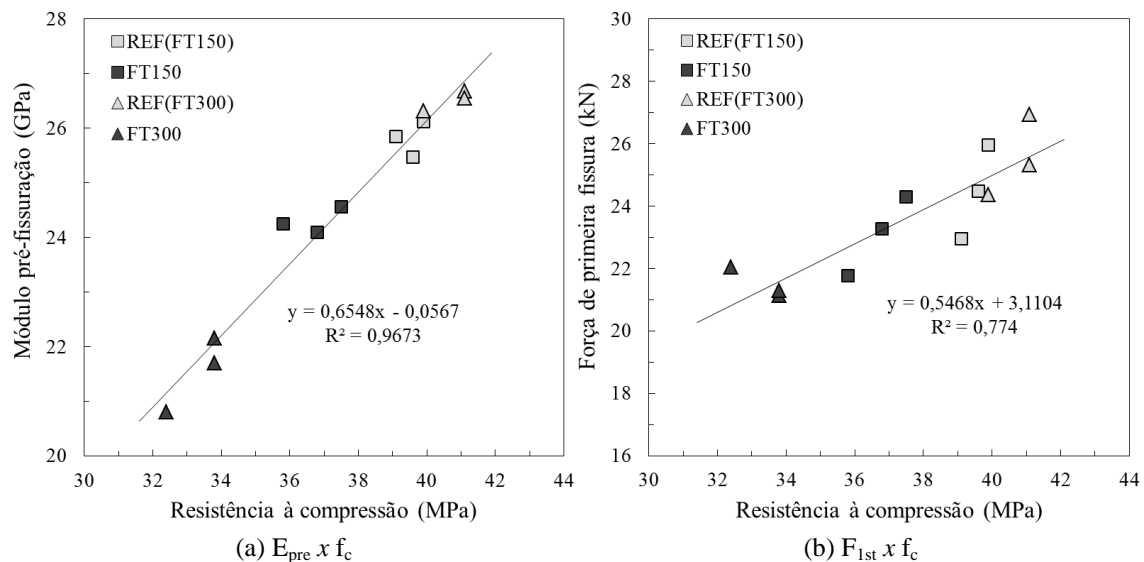 28
26
24
22
20
Módulo pré-fissuração (GPa)
REF(FT150)
FT150
REF(FT300)
FT300
y = 0,6548x - 0,0567
R² = 0,9673
30 32 34 36 38 40 42 44
Resistência à compressão (MPa)
(a) Epre x fc
30
28
26
24
22
20
18
16
Força de primeira fissura (kN)
REF(FT150)
FT150
REF(FT300)
FT300
y = 0,5468x + 3,1104
R² = 0,774
30 32 34 36 38 40 42 44
Resistência à compressão (MPa)
(b) F1st x fc